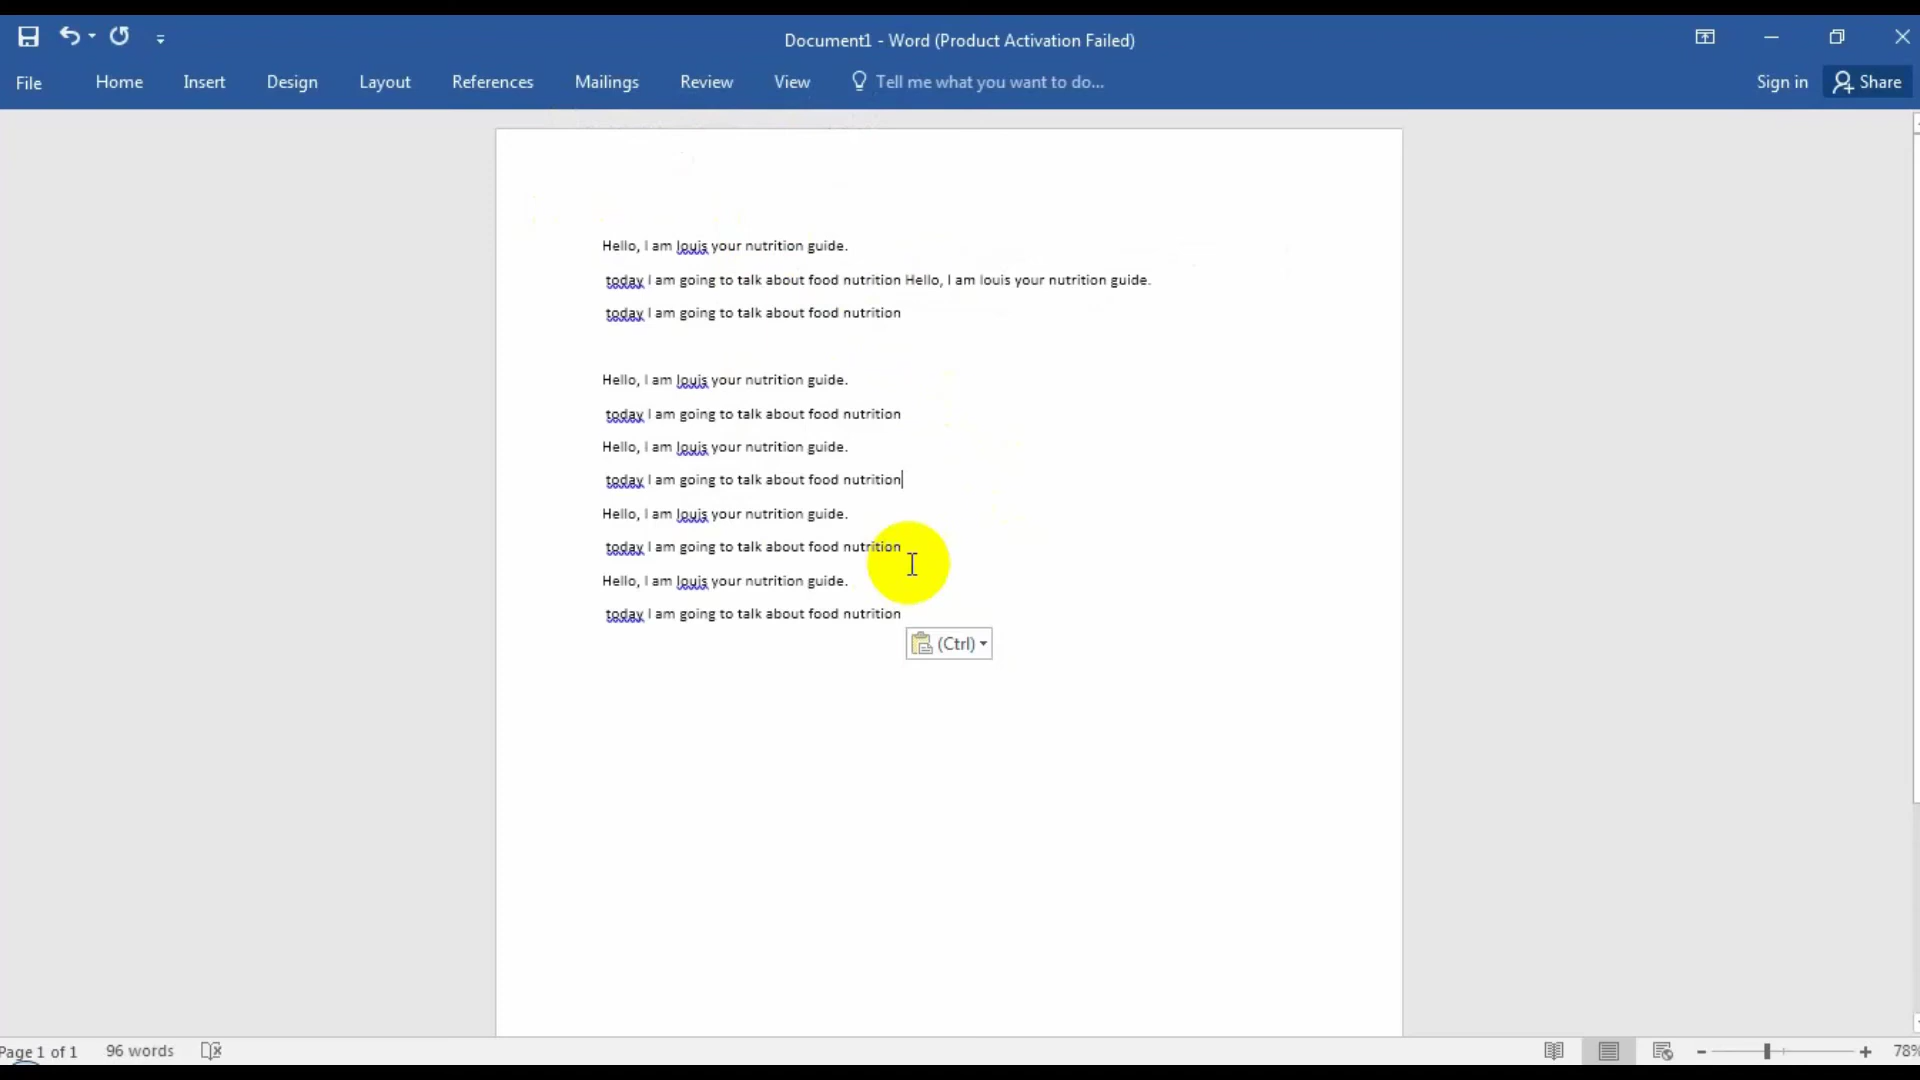 Document1 - Word (Product Activation Failed)
File Home Insert Design Layout References Mailings Review View Tell me what you want to do... Sign in Share
Hello, I am louis your nutrition guide.
today I am going to talk about food nutrition Hello, I am louis your nutrition guide.
today I am going to talk about food nutrition
Hello, I am louis your nutrition guide.
today I am going to talk about food nutrition
Hello, I am louis your nutrition guide.
today I am going to talk about food nutrition
Hello, I am louis your nutrition guide.
today I am going to talk about food nutrition
Hello, I am louis your nutrition guide.
today I am going to talk about food nutrition
(Ctrl)
Page 1 of 1 96 words 78%